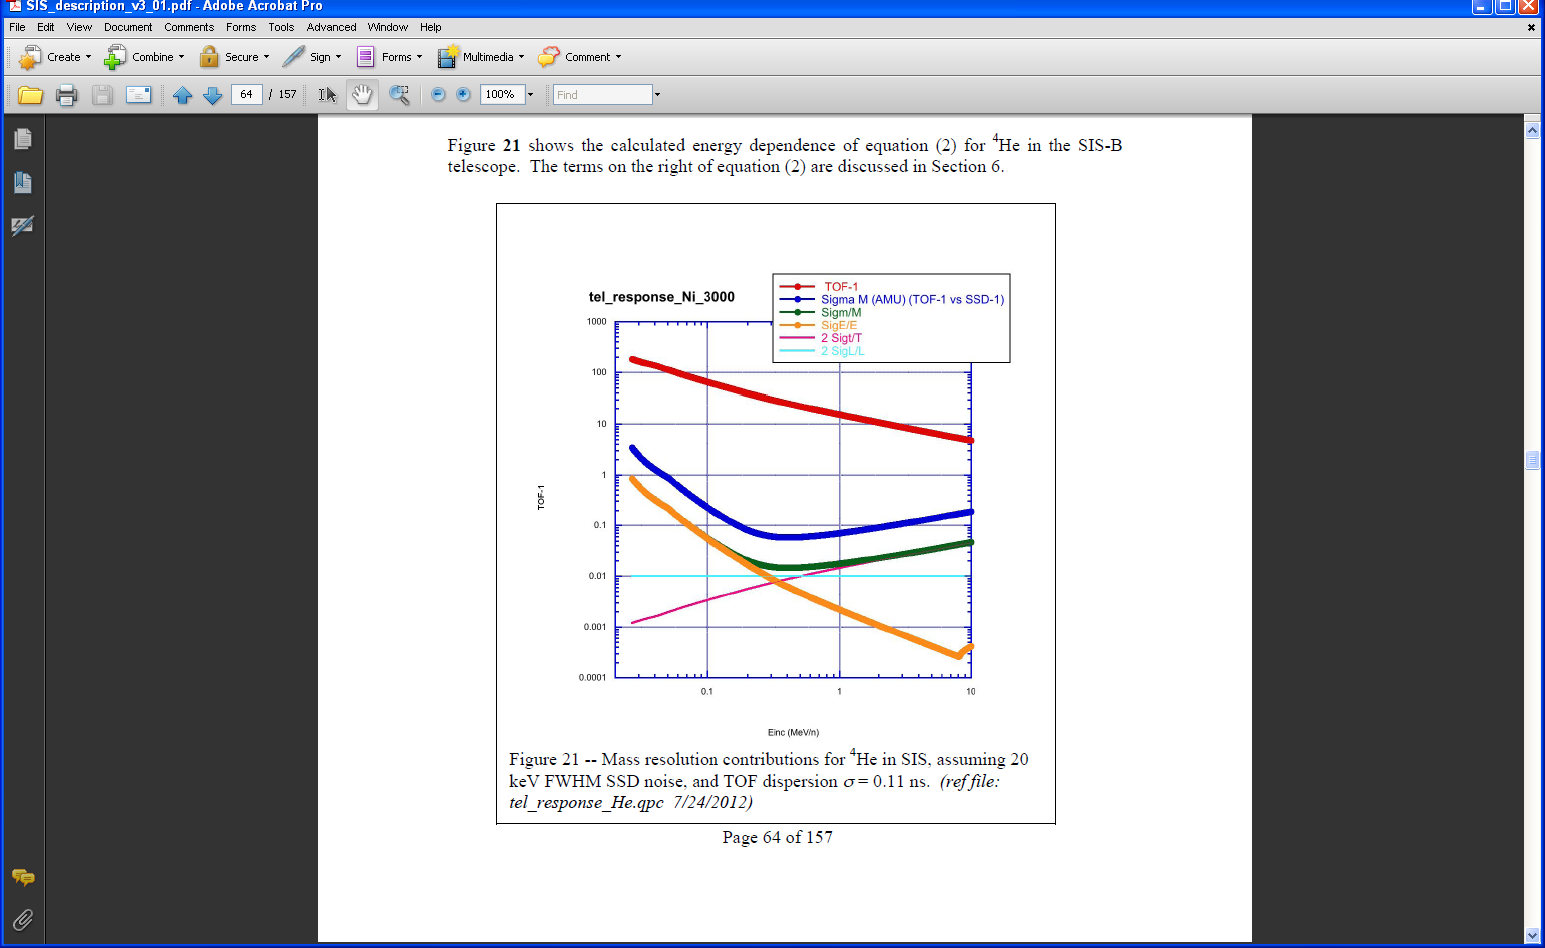 SIS_description_v3_01.pdf - Adobe Acrobat Pro
File Edit View Document Comments Forms Tools Advanced Window Help
Create Combine Secure Sign Forms Multimedia Comment
64 / 157 100% Find
Figure 21 shows the calculated energy dependence of equation (2) for 4He in the SIS-B
telescope. The terms on the right of equation (2) are discussed in Section 6.
tel_response_Ni_3000
TOF-1
Sigma M (AMU) (TOF-1 vs SSD-1)
Sigm/M
SigE/E
2 Sigt/T
2 SigL/L
1000
100
10
1
0.1
0.01
0.001
0.0001
TOF-1
0.1 1 10
Einc (MeV/n)
Figure 21 -- Mass resolution contributions for 4He in SIS, assuming 20
keV FWHM SSD noise, and TOF dispersion σ = 0.11 ns. (ref file:
tel_response_He.qpc 7/24/2012)
Page 64 of 157